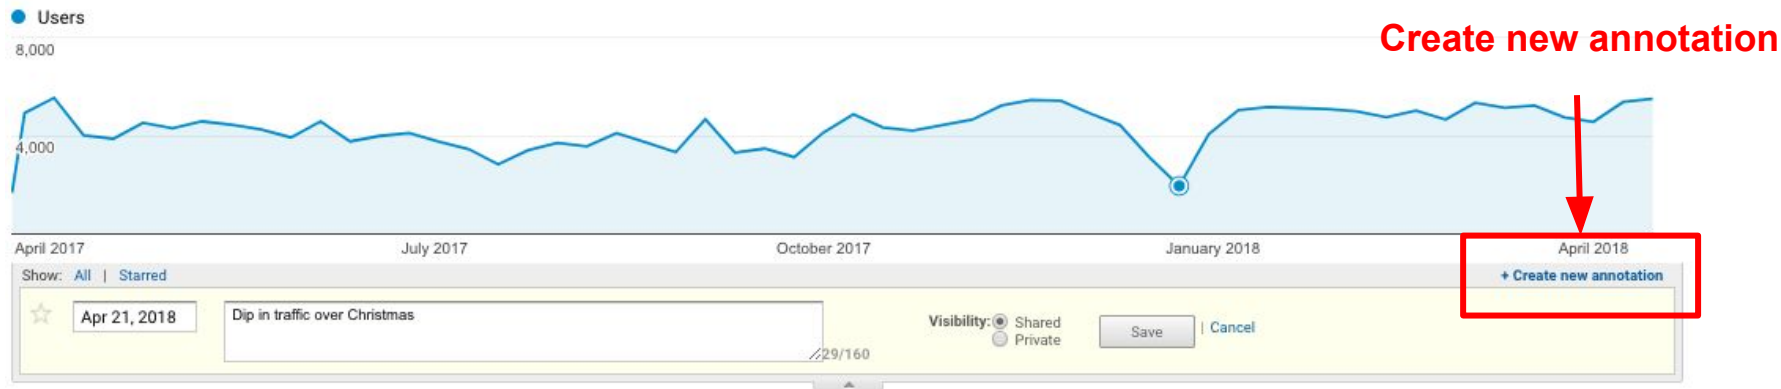 Users
Create new annotation
8,000
4,000
April 2017 July 2017 October 2017 January 2018 April 2018
Show: All | Starred + Create new annotation
Apr 21, 2018 Dip in traffic over Christmas Visibility: Shared Save | Cancel
Private
29/160